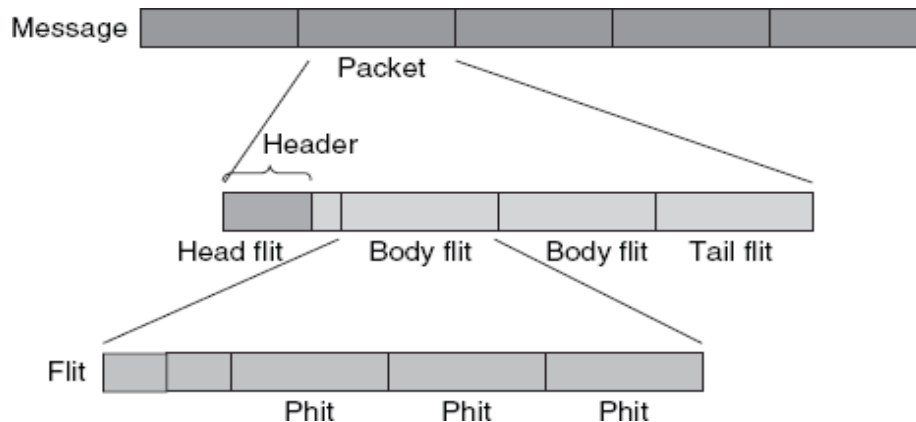 Message
Packet
Header
Head flit Body flit Body flit Tail flit
Flit
Phit Phit Phit